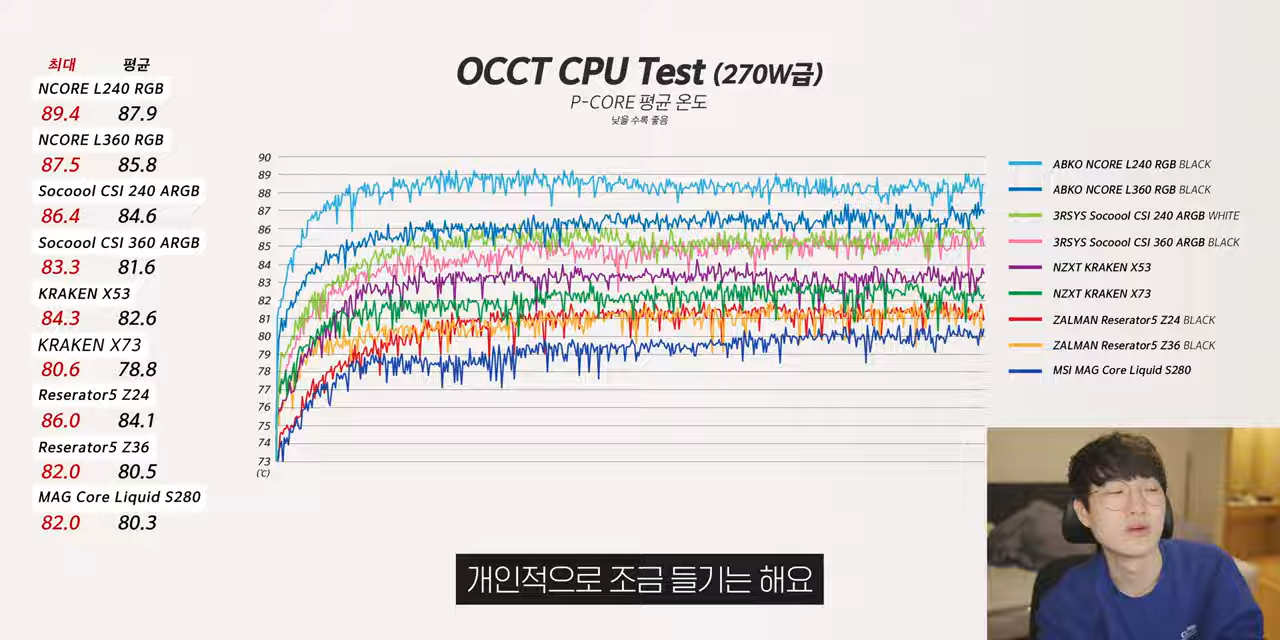 최대 평균
NCORE L240 RGB
89.4 87.9
NCORE L360 RGB
87.5 85.8
Socoool CSI 240 ARGB
86.4 84.6
Socoool CSI 360 ARGB
83.3 81.6
KRAKEN X53
84.3 82.6
KRAKEN X73
80.6 78.8
Reserator5 Z24
86.0 84.1
Reserator5 Z36
82.0 80.5
MAG Core Liquid S280
82.0 80.3
OCCT CPU Test (270W급)
P-CORE 평균 온도
낮을 수록 좋음
90
89
88
87
86
85
84
83
82
81
80
79
78
77
76
75
74
73
(℃)
ABKO NCORE L240 RGB BLACK
ABKO NCORE L360 RGB BLACK
3RSYS Socoool CSI 240 ARGB WHITE
3RSYS Socoool CSI 360 ARGB BLACK
NZXT KRAKEN X53
NZXT KRAKEN X73
ZALMAN Reserator5 Z24 BLACK
ZALMAN Reserator5 Z36 BLACK
MSI MAG Core Liquid S280
개인적으로 조금 들기는 해요